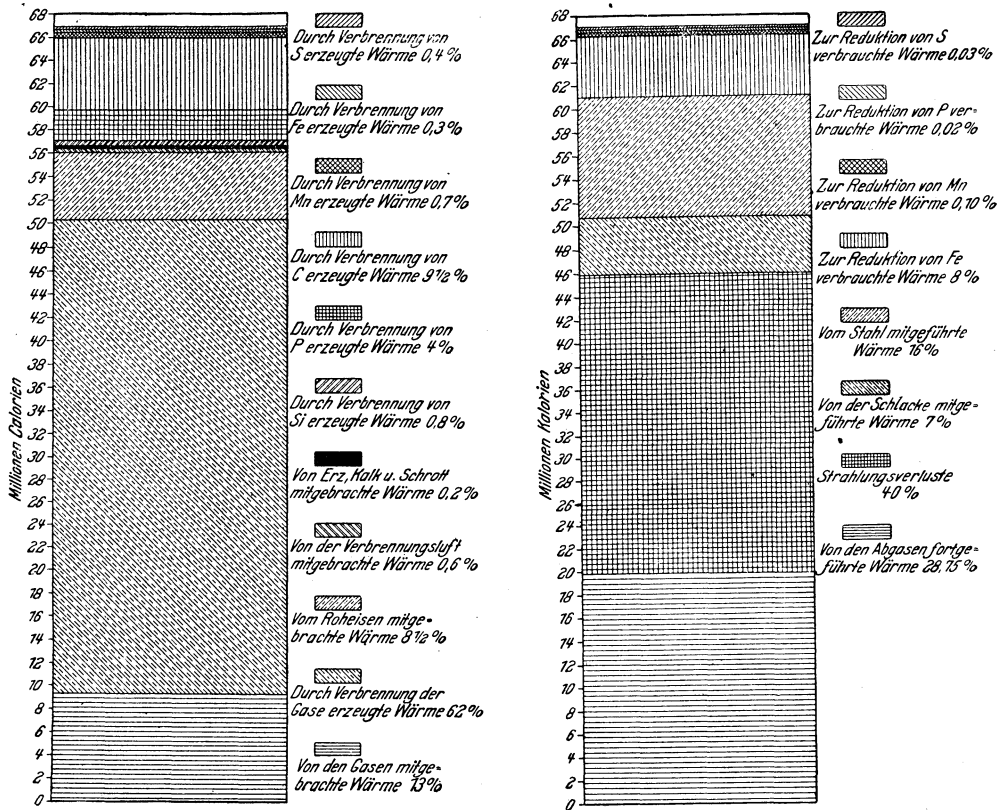 68
66
64
62
60
58
56
54
52
50
48
46
44
42
40
38
36
34
32
30
28
26
24
22
20
18
16
14
12
10
8
6
4
2
0
Millionen Calorien
Durch Verbrennung von
S erzeugte Wärme 0,4 %
Durch Verbrennung von
Fe erzeugte Wärme 0,3 %
Durch Verbrennung von
Mn erzeugte Wärme 0,7 %
Durch Verbrennung von
C erzeugte Wärme 9 1/2 %
Durch Verbrennung von
P erzeugte Wärme 4 %
Durch Verbrennung von
Si erzeugte Wärme 0,8 %
Von Erz, Kalk u. Schrott
mitgebrachte Wärme 0,2 %
Von der Verbrennungsluft
mitgebrachte Wärme 0,6 %
Vom Roheisen mitge-
brachte Wärme 8 1/2 %
Durch Verbrennung der
Gase erzeugte Wärme 62 %
Von den Gasen mitge-
brachte Wärme 13 %
68
66
64
62
60
58
56
54
52
50
48
46
44
42
40
38
36
34
32
30
28
26
24
22
20
18
16
14
12
10
8
6
4
2
0
Millionen Kalorien
Zur Reduktion von S
verbrauchte Wärme 0,03 %
Zur Reduktion von P ver-
brauchte Wärme 0,02 %
Zur Reduktion von Mn
verbrauchte Wärme 0,10 %
Zur Reduktion von Fe
verbrauchte Wärme 8 %
Vom Stahl mitgeführte
Wärme 16 %
Von der Schlacke mitge-
führte Wärme 7 %
Strahlungsverluste
40 %
Von den Abgasen fortge-
führte Wärme 28,75 %